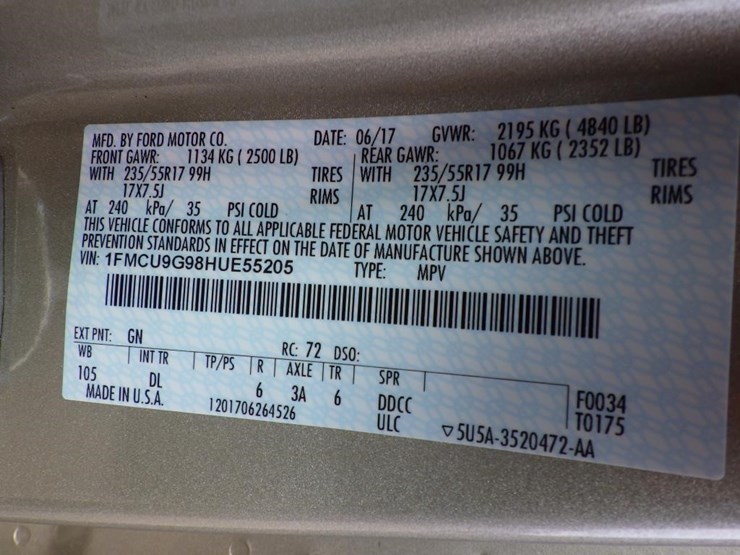 MFD. BY FORD MOTOR CO. DATE: 06/17 GVWR: 2195 KG ( 4840 LB)
FRONT GAWR: 1134 KG ( 2500 LB) REAR GAWR: 1067 KG ( 2352 LB)
WITH 235/55R17 99H TIRES WITH 235/55R17 99H TIRES
17X7.5J RIMS 17X7.5J RIMS
AT 240 kPa/ 35 PSI COLD AT 240 kPa/ 35 PSI COLD
THIS VEHICLE CONFORMS TO ALL APPLICABLE FEDERAL MOTOR VEHICLE SAFETY AND THEFT
PREVENTION STANDARDS IN EFFECT ON THE DATE OF MANUFACTURE SHOWN ABOVE.
VIN: 1FMCU9G98HUE55205 TYPE: MPV
EXT PNT: GN RC: 72 DSO:
WB INT TR TP/PS R AXLE TR SPR
105 DL 6 3A 6 DDCC F0034
MADE IN U.S.A. 1201706264526 ULC T0175
▽5U5A-3520472-AA